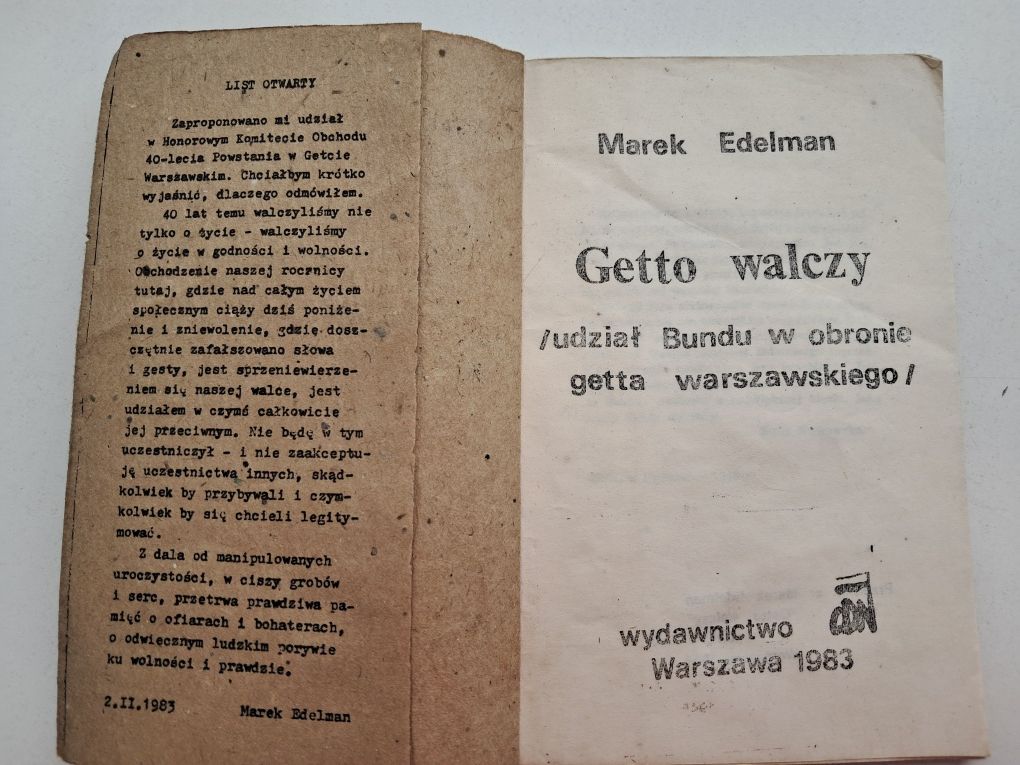 LIST OTWARTY
Zaproponowano mi udział
w Honorowym Komitecie Obchodu
40-lecia Powstania w Getcie
Warszawskim. Chciałbym krótko
wyjaśnić, dlaczego odmówiłem.
40 lat temu walczyliśmy nie
tylko o życie - walczyliśmy
o życie w godności i wolności.
Obchodzenie naszej rocznicy
tutaj, gdzie nad całym życiem
społecznym ciąży dziś poniże-
nie i zniewolenie, gdzie dosz-
czętnie zafałszowano słowa
i gesty, jest sprzeniewierze-
niem się naszej walce, jest
udziałem w czymś całkowicie
jej przeciwnym. Nie będę w tym
uczestniczył - i nie zaakceptu-
ję uczestnictwa innych, skąd-
kolwiek by przybywali i czym-
kolwiek by się chcieli legity-
mować.
Z dala od manipulowanych
uroczystości, w ciszy grobów
i serc, przetrwa prawdziwa pa-
mięć o ofiarach i bohaterach,
o odwiecznym ludzkim porywie
ku wolności i prawdzie.
2.II.1983
Marek Edelman
Marek Edelman
Getto walczy
/udział Bundu w obronie
getta warszawskiego/
wydawnictwo
Warszawa 1983